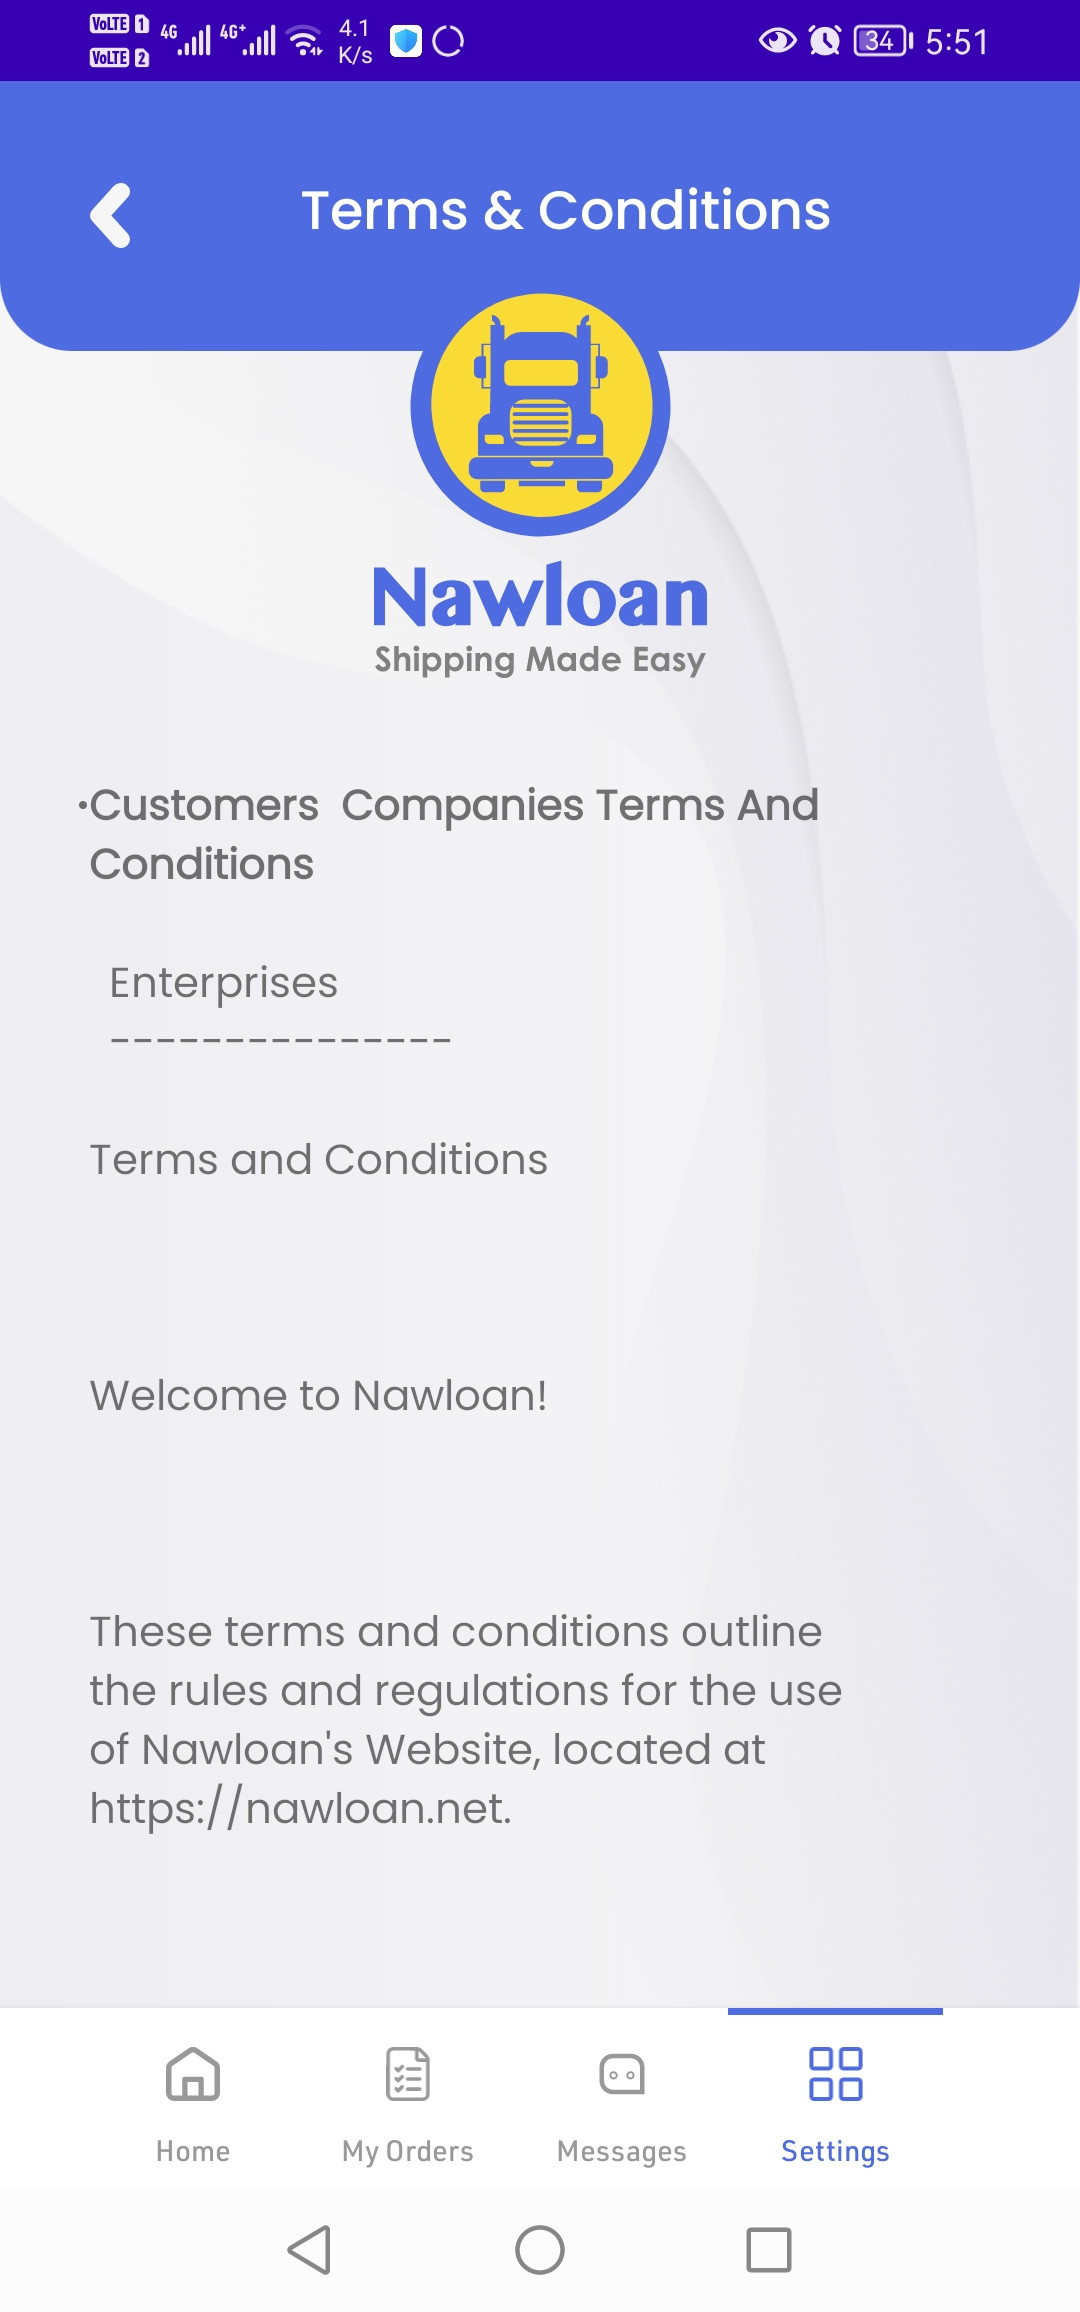 VoLTE 1 4G 4G+ 4.1 34 5:51
VoLTE 2 K/s
Terms & Conditions
Nawloan
Shipping Made Easy
•Customers  Companies Terms And
Conditions
Enterprises
---------------
Terms and Conditions
Welcome to Nawloan!
These terms and conditions outline
the rules and regulations for the use
of Nawloan's Website, located at
https://nawloan.net.
Home My Orders Messages Settings